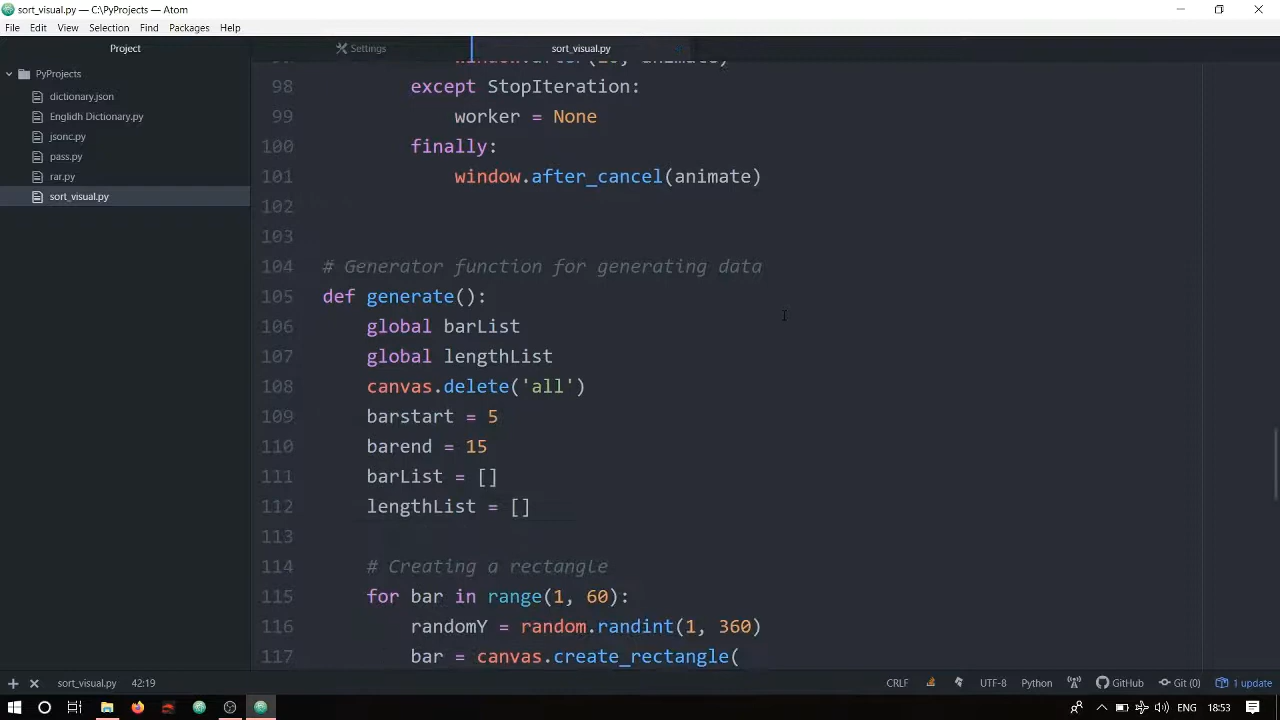 sort_visual.py — C:\PyProjects — Atom
File Edit View Selection Find Packages Help
Project
Settings
sort_visual.py
PyProjects
dictionary.json
Englidh Dictionary.py
jsonc.py
pass.py
rar.py
sort_visual.py
98 except StopIteration:
99 worker = None
100 finally:
101 window.after_cancel(animate)
102
103
104 # Generator function for generating data
105 def generate():
106 global barList
107 global lengthList
108 canvas.delete('all')
109 barstart = 5
110 barend = 15
111 barList = []
112 lengthList = []
113
114 # Creating a rectangle
115 for bar in range(1, 60):
116 randomY = random.randint(1, 360)
117 bar = canvas.create_rectangle(
sort_visual.py 42:19 CRLF UTF-8 Python GitHub Git (0) 1 update
ENG 18:53